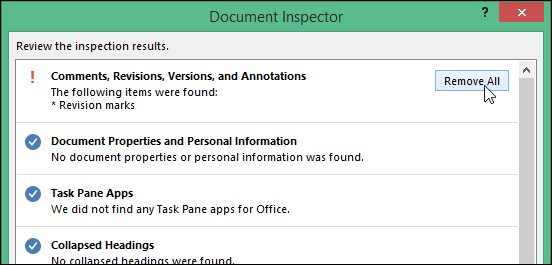 Document Inspector
? ×
Review the inspection results.
! Comments, Revisions, Versions, and Annotations
Remove All
The following items were found:
* Revision marks
Document Properties and Personal Information
No document properties or personal information was found.
Task Pane Apps
We did not find any Task Pane apps for Office.
Collapsed Headings
No collapsed headings were found.